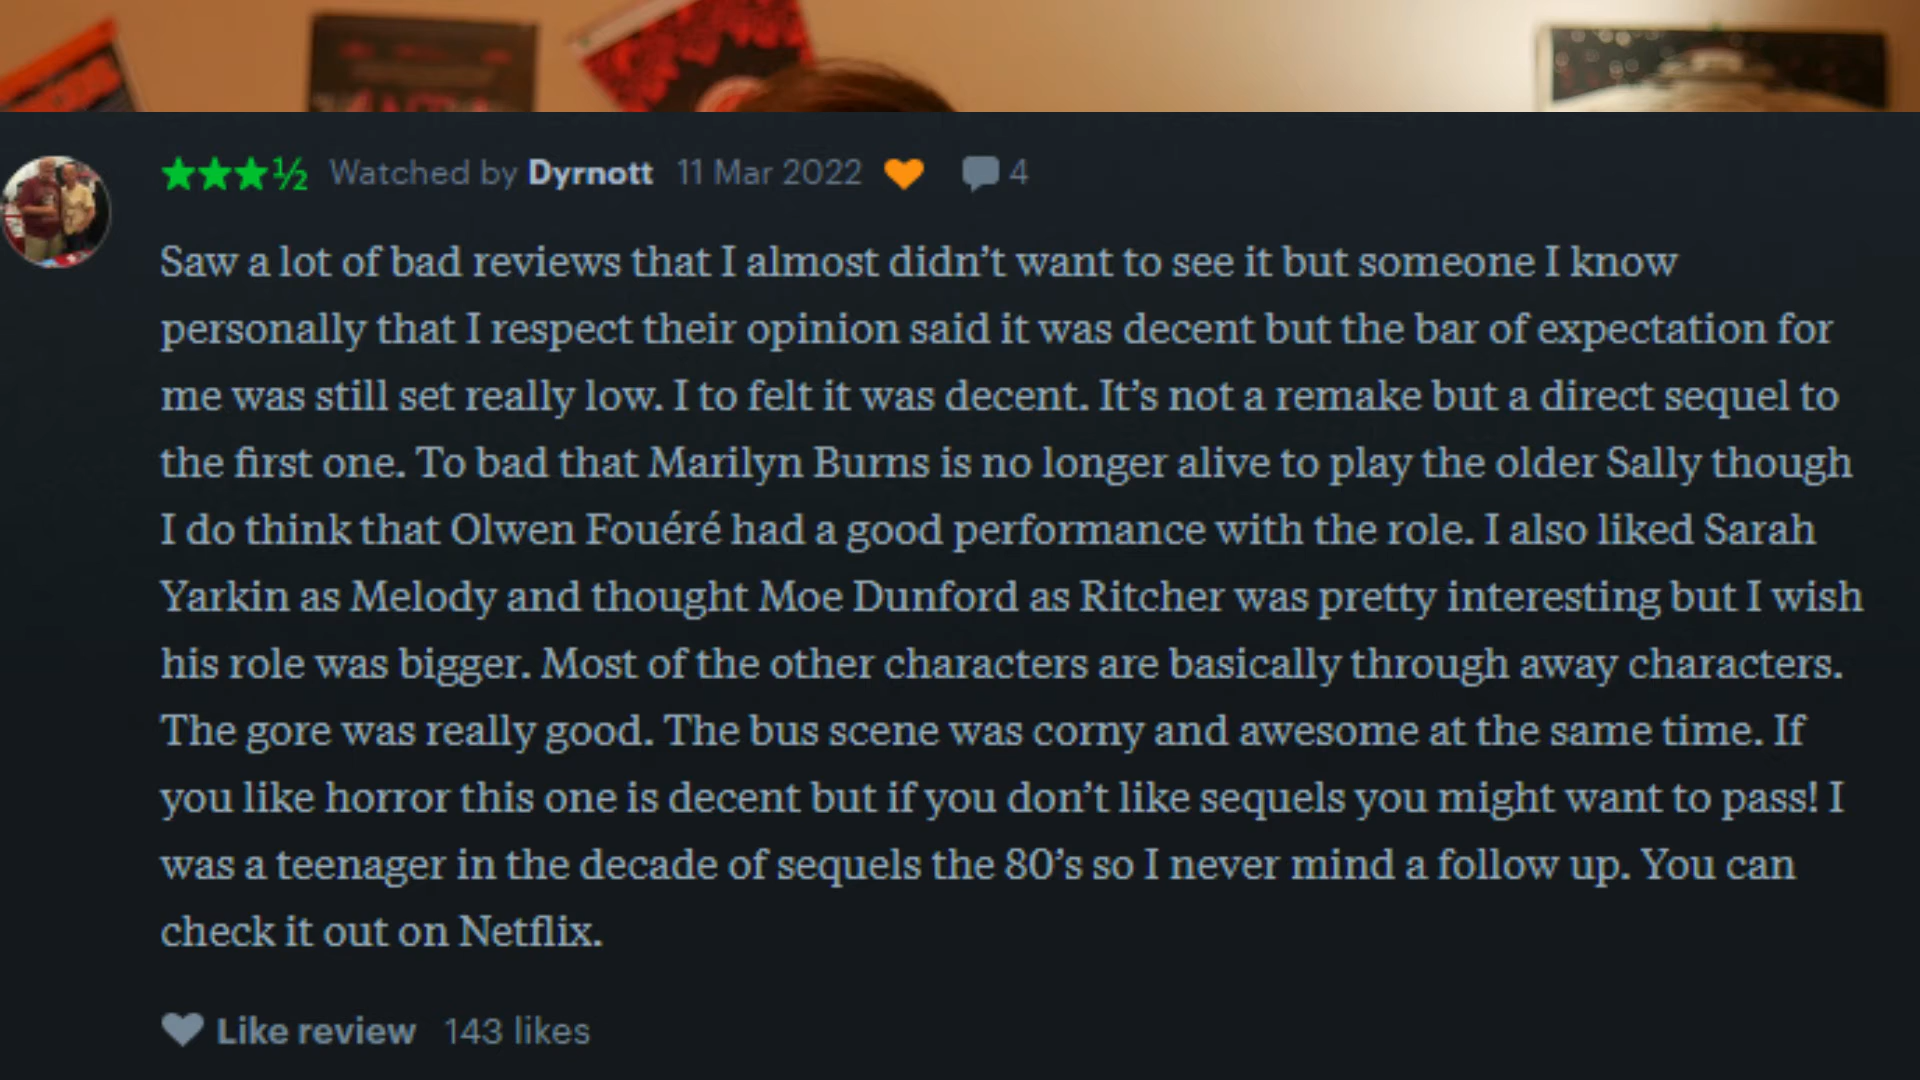 ★★★½ Watched by Dyrnott 11 Mar 2022 4
Saw a lot of bad reviews that I almost didn’t want to see it but someone I know
personally that I respect their opinion said it was decent but the bar of expectation for
me was still set really low. I to felt it was decent. It’s not a remake but a direct sequel to
the first one. To bad that Marilyn Burns is no longer alive to play the older Sally though
I do think that Olwen Fouéré had a good performance with the role. I also liked Sarah
Yarkin as Melody and thought Moe Dunford as Ritcher was pretty interesting but I wish
his role was bigger. Most of the other characters are basically through away characters.
The gore was really good. The bus scene was corny and awesome at the same time. If
you like horror this one is decent but if you don’t like sequels you might want to pass! I
was a teenager in the decade of sequels the 80’s so I never mind a follow up. You can
check it out on Netflix.
Like review 143 likes